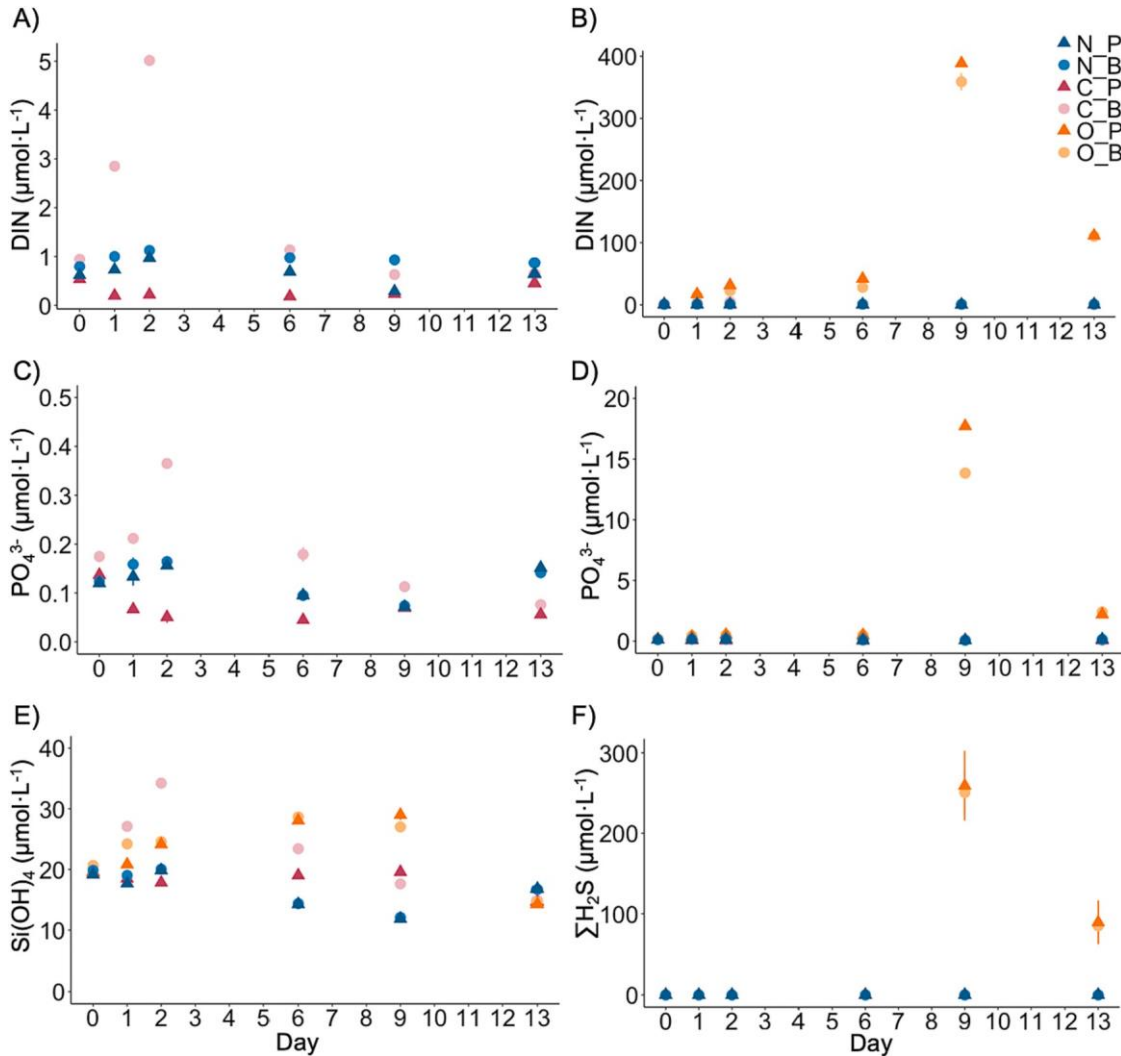 A)
DIN (µmol·L⁻¹)
5
4
3
2
1
0
0 1 2 3 4 5 6 7 8 9 10 11 12 13
B)
DIN (µmol·L⁻¹)
400
300
200
100
0
0 1 2 3 4 5 6 7 8 9 10 11 12 13
N_P
N_B
C_P
C_B
O_P
O_B
C)
PO₄³⁻ (µmol·L⁻¹)
0.5
0.4
0.3
0.2
0.1
0.0
0 1 2 3 4 5 6 7 8 9 10 11 12 13
D)
PO₄³⁻ (µmol·L⁻¹)
20
15
10
5
0
0 1 2 3 4 5 6 7 8 9 10 11 12 13
E)
Si(OH)₄ (µmol·L⁻¹)
40
30
20
10
0
0 1 2 3 4 5 6 7 8 9 10 11 12 13
Day
F)
∑H₂S (µmol·L⁻¹)
300
200
100
0
0 1 2 3 4 5 6 7 8 9 10 11 12 13
Day